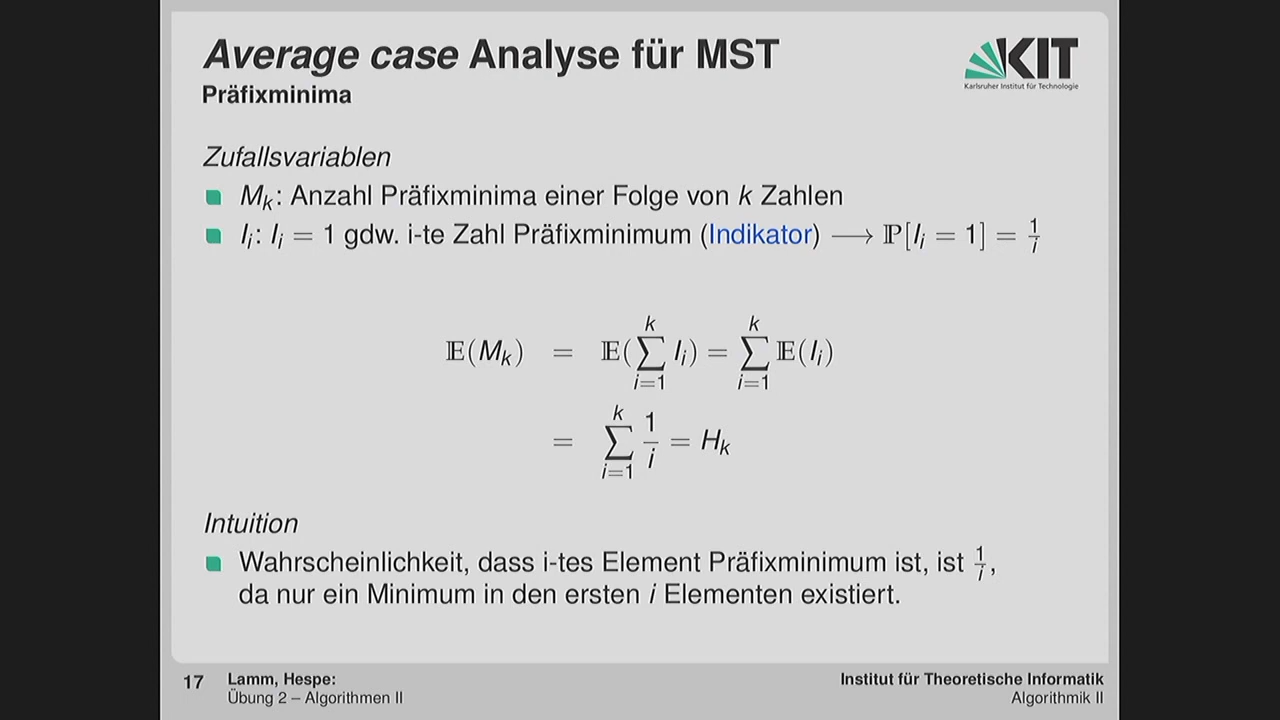 Average case Analyse für MST
Präfixminima
KIT
Karlsruher Institut für Technologie
Zufallsvariablen
M_k: Anzahl Präfixminima einer Folge von k Zahlen
I_i: I_i = 1 gdw. i-te Zahl Präfixminimum (Indikator) ⟶ ℙ[I_i = 1] = 1/i
𝔼(M_k) = 𝔼(∑_{i=1}^{k} I_i) = ∑_{i=1}^{k} 𝔼(I_i)
= ∑_{i=1}^{k} 1/i = H_k
Intuition
Wahrscheinlichkeit, dass i-tes Element Präfixminimum ist, ist 1/i,
da nur ein Minimum in den ersten i Elementen existiert.
17 Lamm, Hespe:
Übung 2 – Algorithmen II
Institut für Theoretische Informatik
Algorithmik II